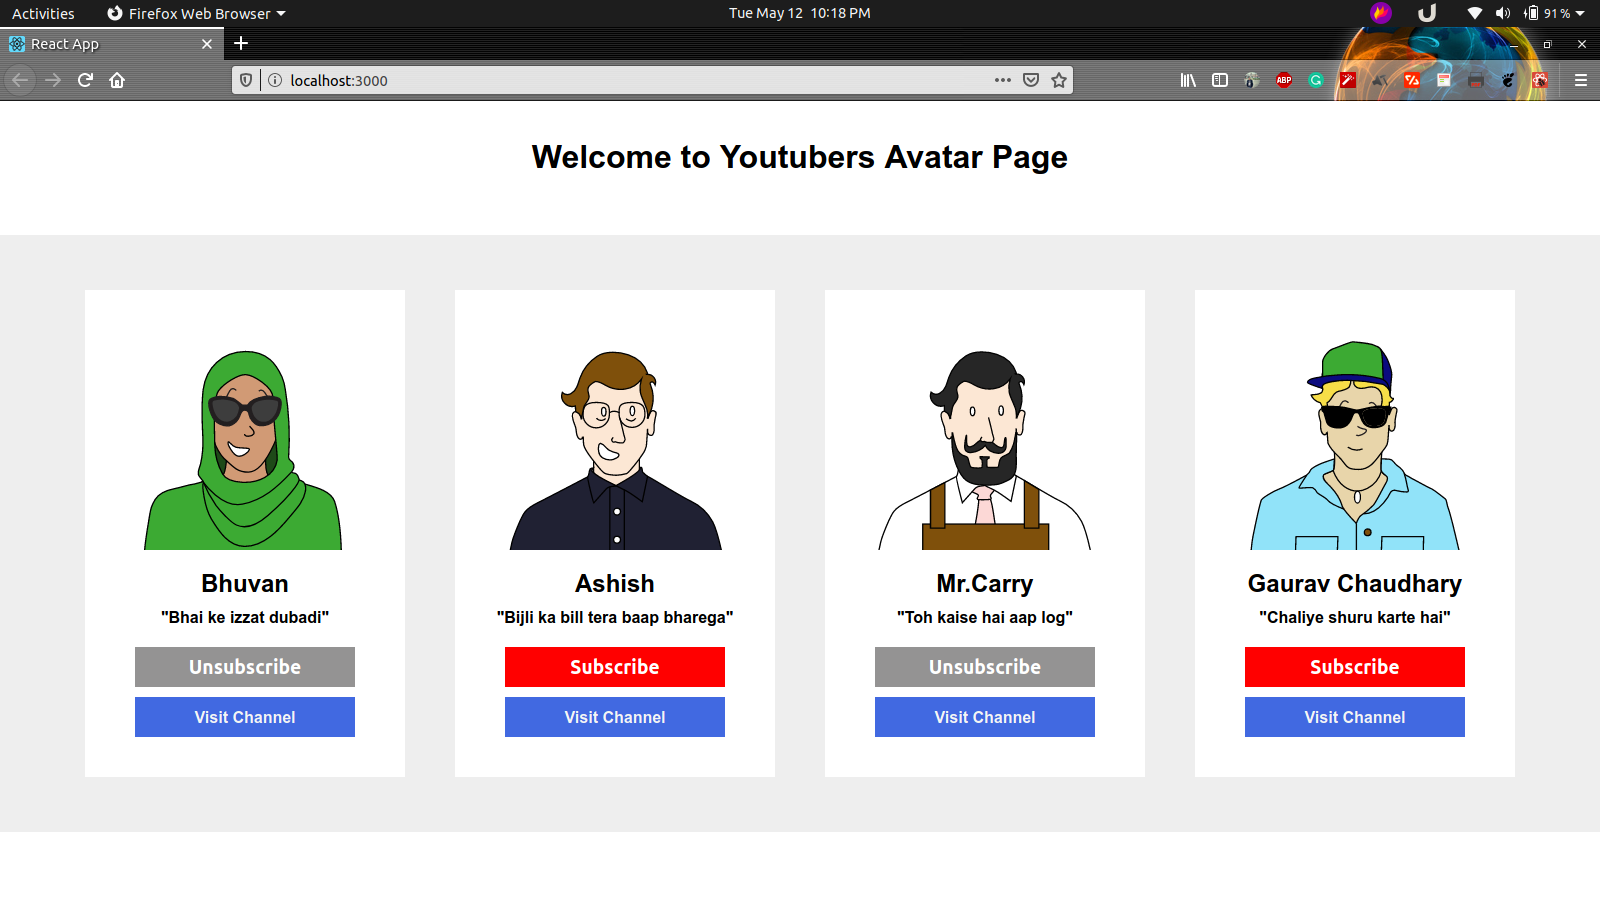 Activities
Firefox Web Browser
Tue May 12 10:18 PM
91 %
React App
localhost:3000
ABP
Welcome to Youtubers Avatar Page
Bhuvan
"Bhai ke izzat dubadi"
Unsubscribe
Visit Channel
Ashish
"Bijli ka bill tera baap bharega"
Subscribe
Visit Channel
Mr.Carry
"Toh kaise hai aap log"
Unsubscribe
Visit Channel
Gaurav Chaudhary
"Chaliye shuru karte hai"
Subscribe
Visit Channel